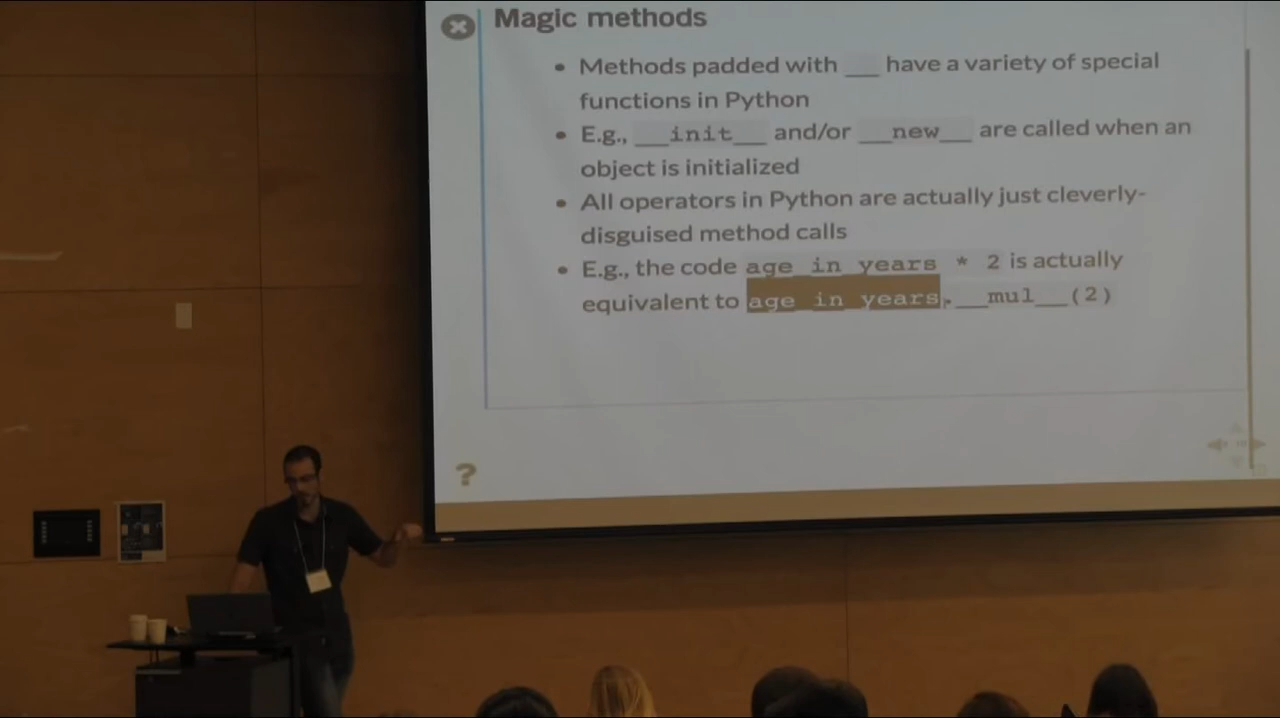 Magic methods
• Methods padded with __ have a variety of special
functions in Python
• E.g., __init__ and/or __new__ are called when an
object is initialized
• All operators in Python are actually just cleverly-
disguised method calls
• E.g., the code age_in_years * 2 is actually
equivalent to age_in_years.__mul__(2)
?